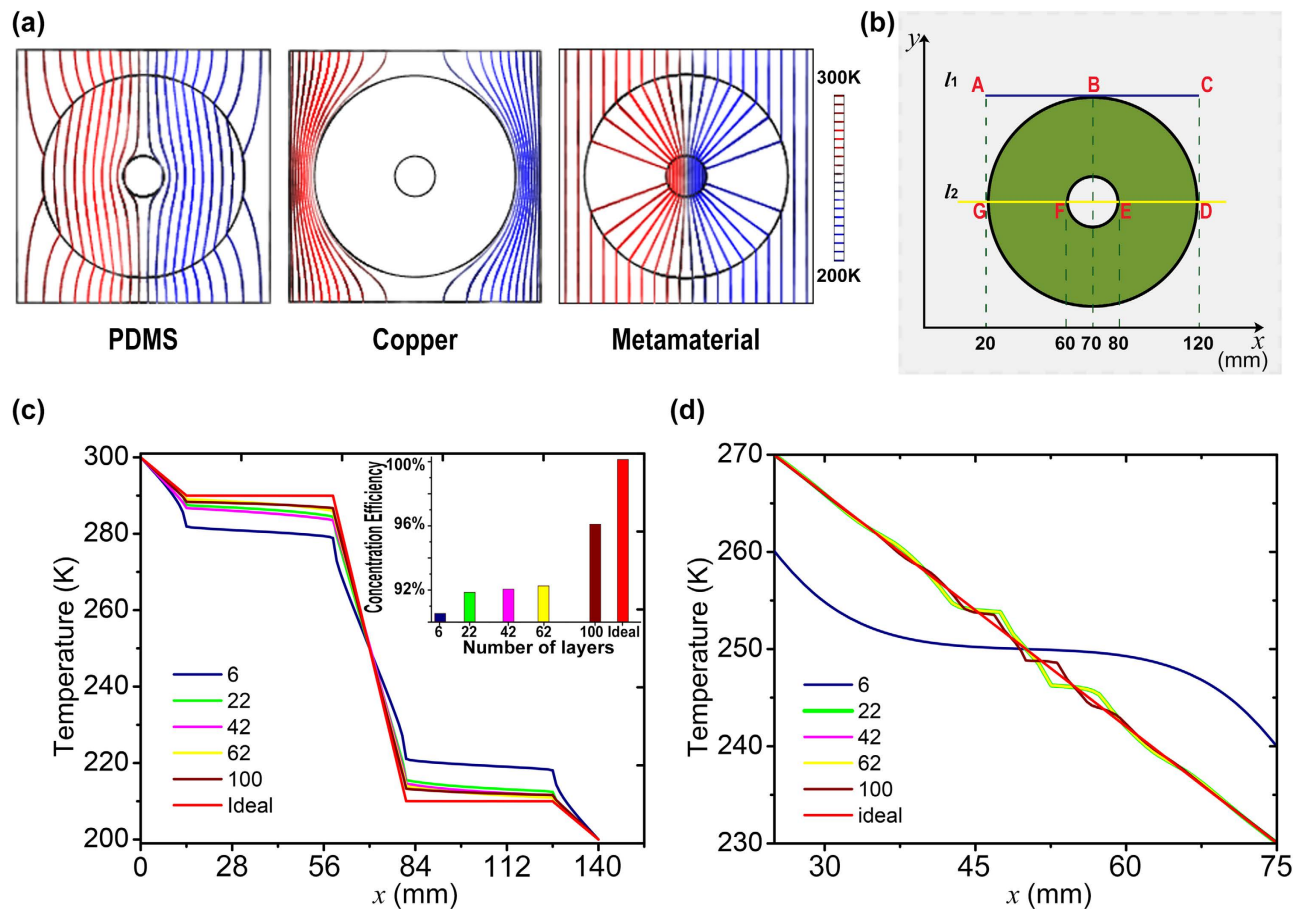 (a)
300K
200K
PDMS
Copper
Metamaterial
(b)
y
l1
A
B
C
l2
G
F
E
D
20
60
70
80
120
x
(mm)
(c)
Temperature (K)
300
280
260
240
220
200
0
28
56
84
112
140
x (mm)
6
22
42
62
100
Ideal
Concentration Efficiency
100%
96%
92%
6
22
42
62
100
Ideal
Number of layers
(d)
Temperature (K)
270
260
250
240
230
30
45
60
75
x (mm)
6
22
42
62
100
ideal